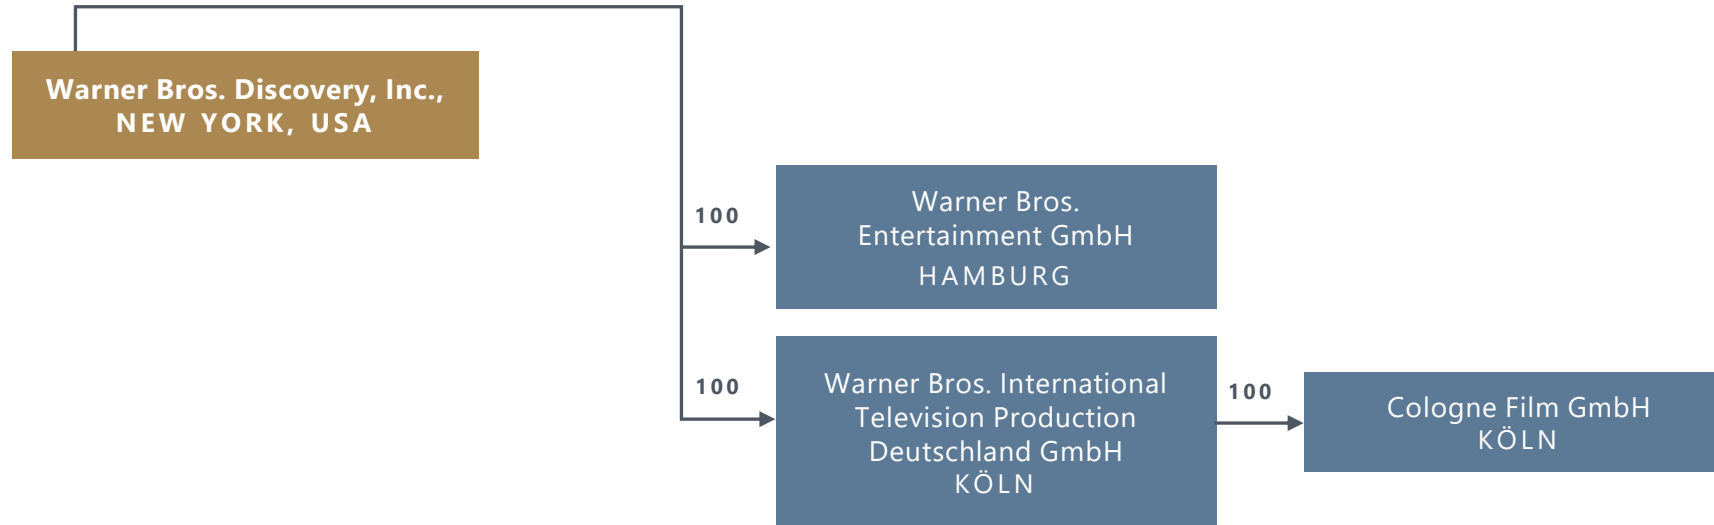 Warner Bros. Discovery, Inc.,
NEW YORK, USA
100
Warner Bros.
Entertainment GmbH
HAMBURG
100
Warner Bros. International
Television Production
Deutschland GmbH
KÖLN
100
Cologne Film GmbH
KÖLN